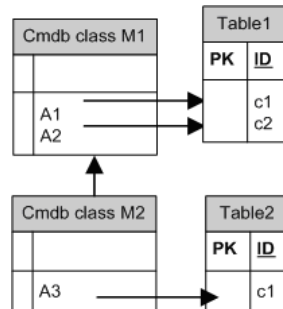 Cmdb class M1
A1
A2
Table1
PK ID
c1
c2
Cmdb class M2
A3
Table2
PK ID
c1